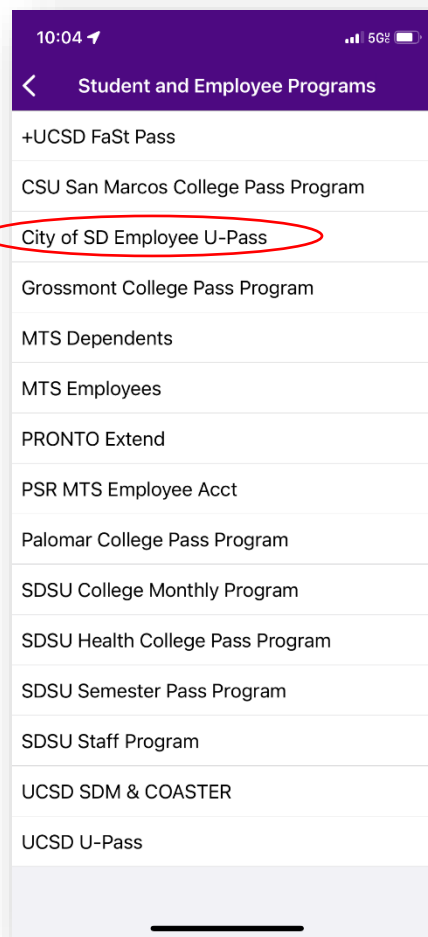 10:04 5G
Student and Employee Programs
+UCSD FaSt Pass
CSU San Marcos College Pass Program
City of SD Employee U-Pass
Grossmont College Pass Program
MTS Dependents
MTS Employees
PRONTO Extend
PSR MTS Employee Acct
Palomar College Pass Program
SDSU College Monthly Program
SDSU Health College Pass Program
SDSU Semester Pass Program
SDSU Staff Program
UCSD SDM & COASTER
UCSD U-Pass